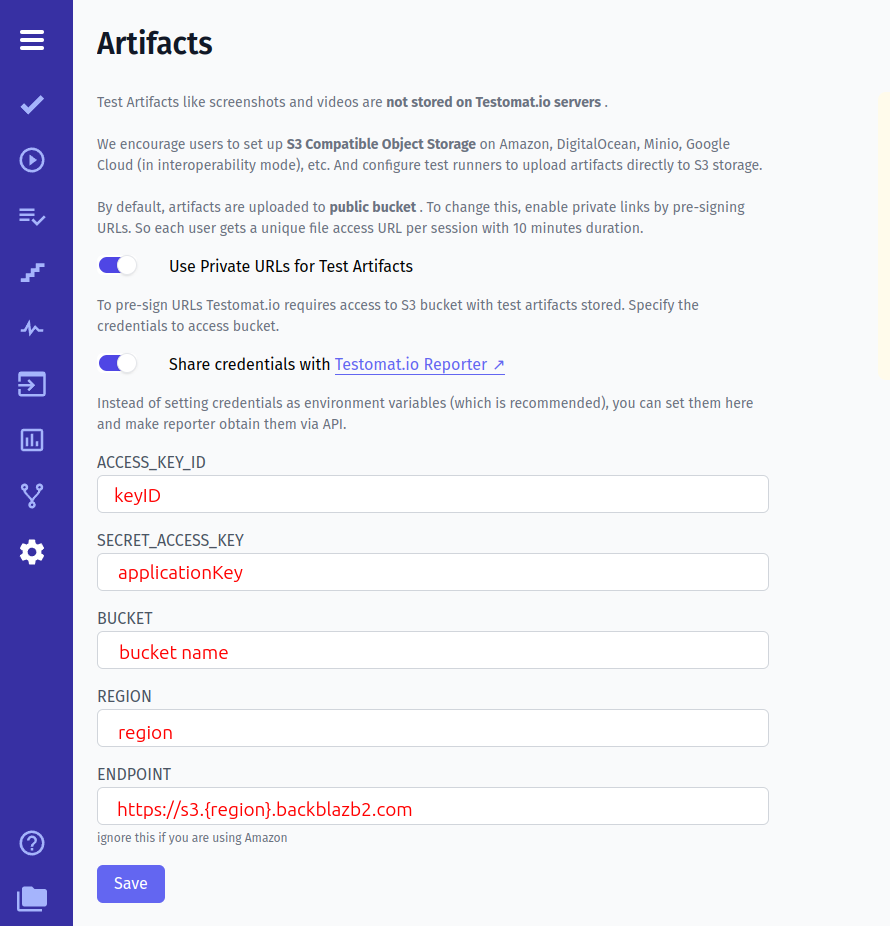 Artifacts
Test Artifacts like screenshots and videos are not stored on Testomat.io servers .
We encourage users to set up S3 Compatible Object Storage on Amazon, DigitalOcean, Minio, Google
Cloud (in interoperability mode), etc. And configure test runners to upload artifacts directly to S3 storage.
By default, artifacts are uploaded to public bucket . To change this, enable private links by pre-signing
URLs. So each user gets a unique file access URL per session with 10 minutes duration.
Use Private URLs for Test Artifacts
To pre-sign URLs Testomat.io requires access to S3 bucket with test artifacts stored. Specify the
credentials to access bucket.
Share credentials with Testomat.io Reporter ↗
Instead of setting credentials as environment variables (which is recommended), you can set them here
and make reporter obtain them via API.
ACCESS_KEY_ID
keyID
SECRET_ACCESS_KEY
applicationKey
BUCKET
bucket name
REGION
region
ENDPOINT
https://s3.{region}.backblazb2.com
ignore this if you are using Amazon
Save